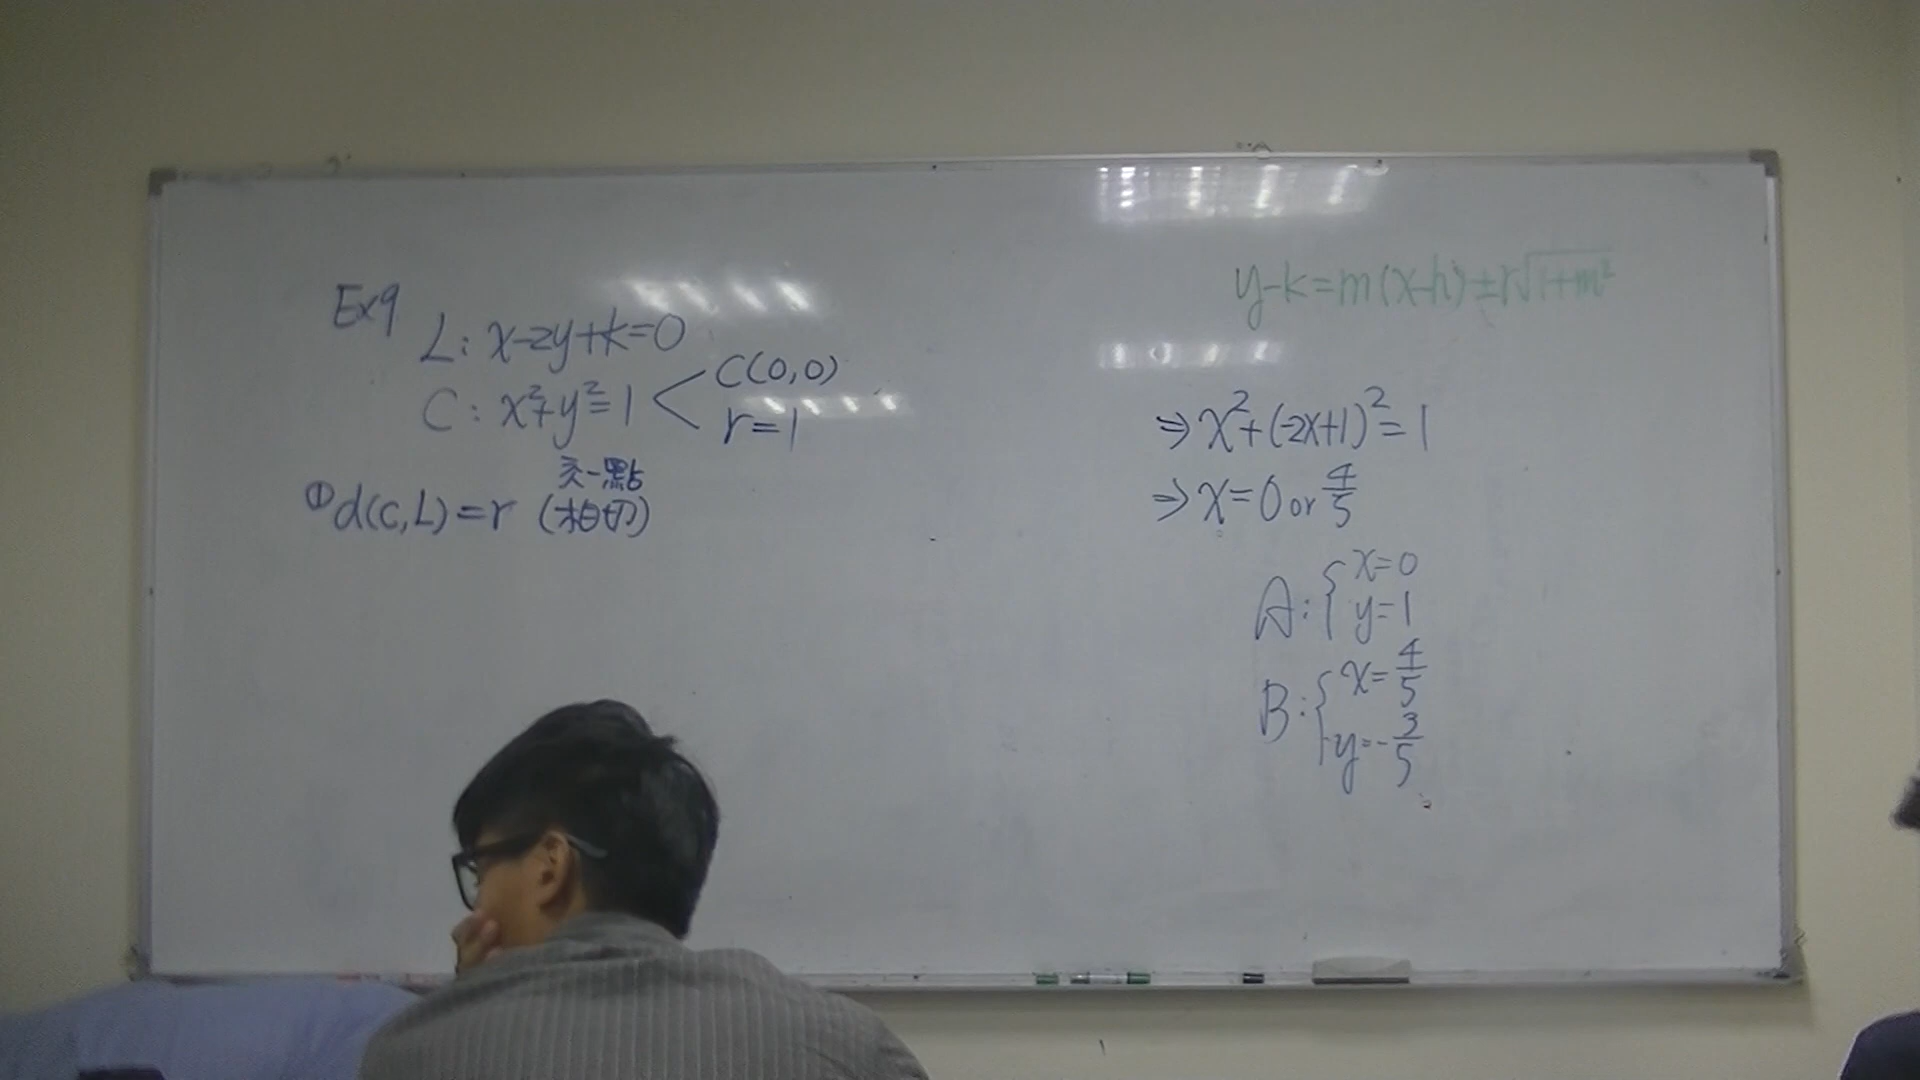 Ex9
L: x-2y+k=0
C: x²+y²=1 < C(0,0)
r=1
交一點
① d(C,L)=r (相切)
y-k=m(x-h)±r√1+m²
⇒ x²+(-2x+1)²=1
⇒ x=0 or 4/5
A: { x=0
y=1
B: { x=4/5
y=-3/5